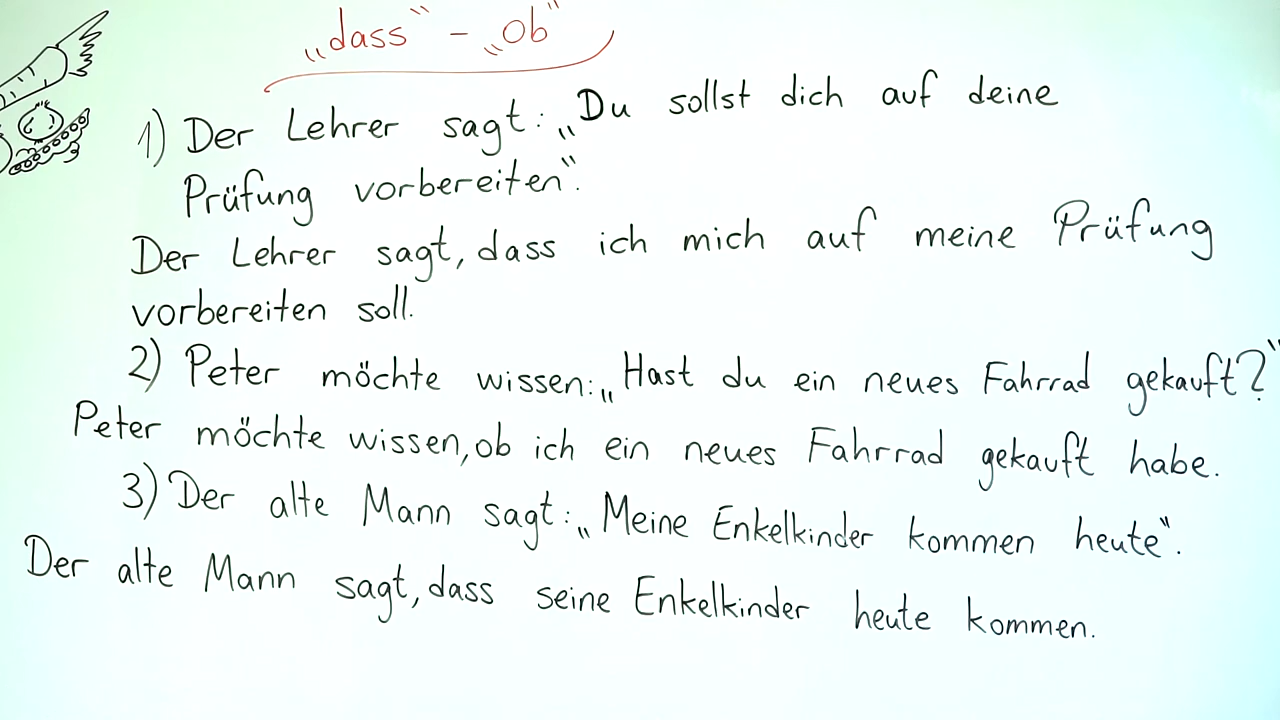 „dass“ - „ob“
1) Der Lehrer sagt: „Du sollst dich auf deine
Prüfung vorbereiten“.
Der Lehrer sagt, dass ich mich auf meine Prüfung
vorbereiten soll.
2) Peter möchte wissen: „Hast du ein neues Fahrrad gekauft?“
Peter möchte wissen, ob ich ein neues Fahrrad gekauft habe.
3) Der alte Mann sagt: „Meine Enkelkinder kommen heute“.
Der alte Mann sagt, dass seine Enkelkinder heute kommen.